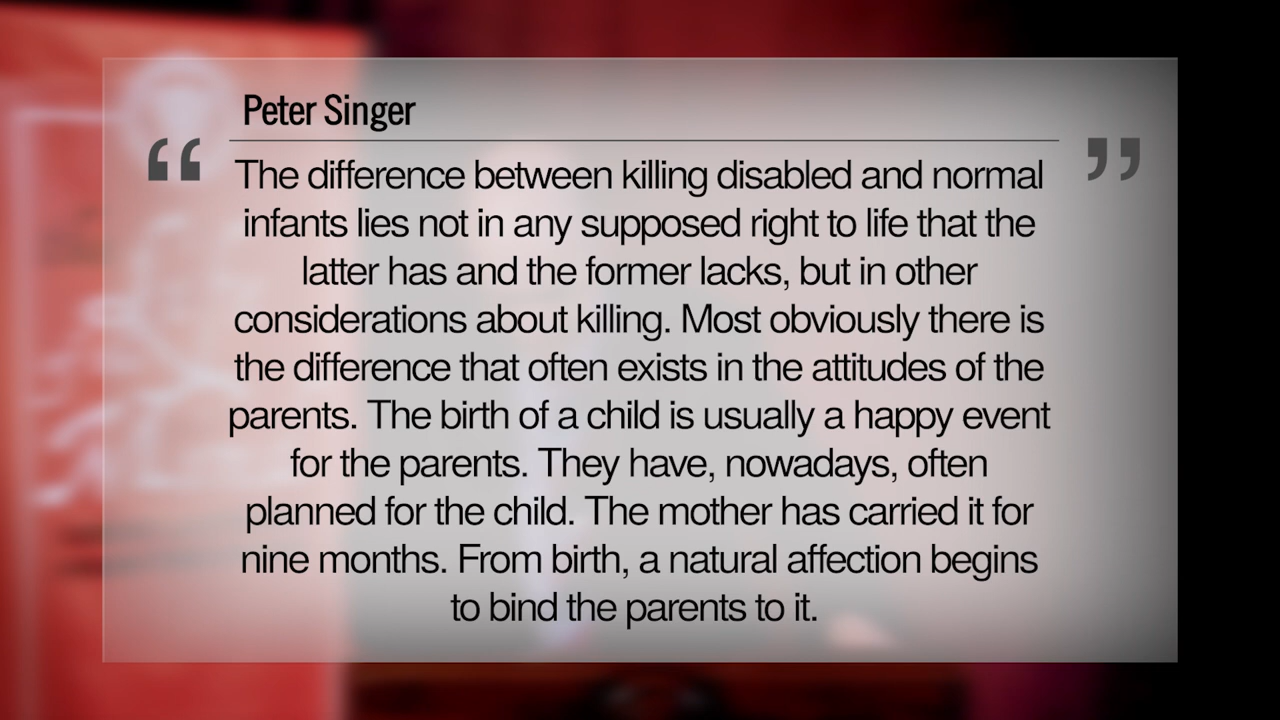 Peter Singer
“ The difference between killing disabled and normal ”
infants lies not in any supposed right to life that the
latter has and the former lacks, but in other
considerations about killing. Most obviously there is
the difference that often exists in the attitudes of the
parents. The birth of a child is usually a happy event
for the parents. They have, nowadays, often
planned for the child. The mother has carried it for
nine months. From birth, a natural affection begins
to bind the parents to it.